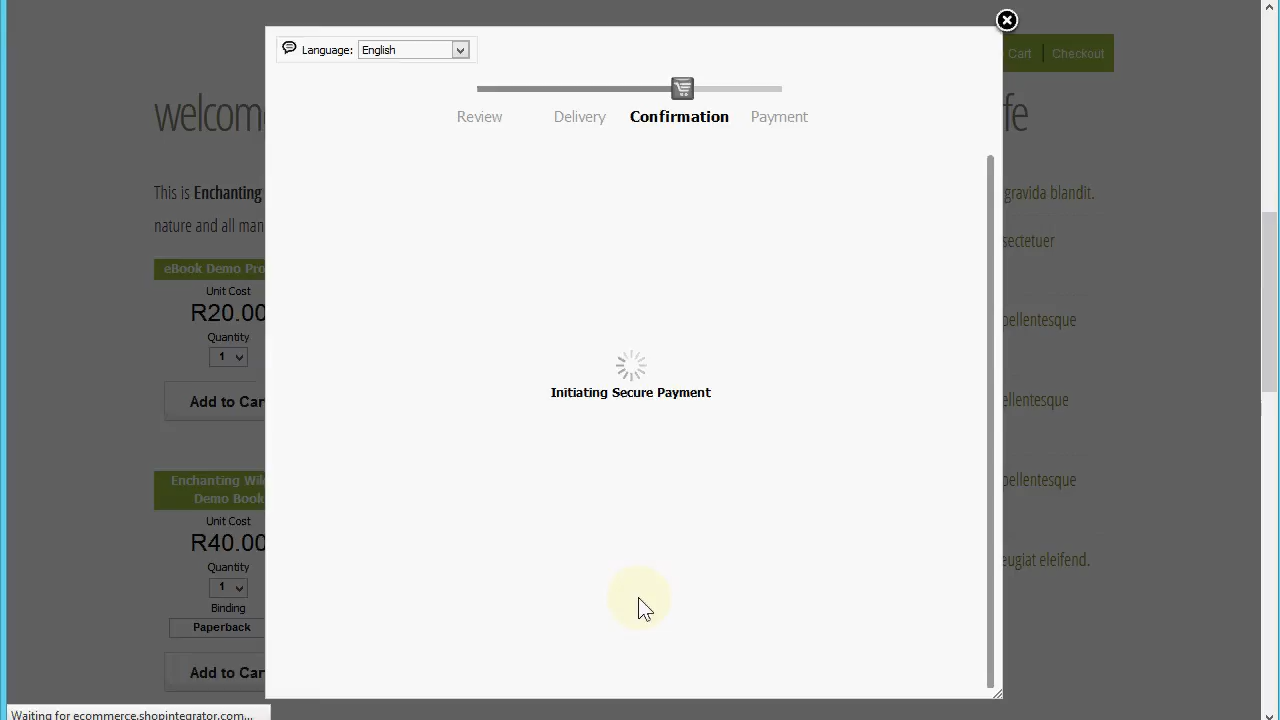 Language: English
Cart Checkout
Review Delivery Confirmation Payment
welcom
fe
This is Enchanting
gravida blandit.
nature and all man
sectetuer
eBook Demo Pro
Unit Cost
R20.00
pellentesque
Quantity
1
Initiating Secure Payment
Add to Car
pellentesque
Enchanting Wil
Demo Book
pellentesque
Unit Cost
R40.00
eugiat eleifend.
Quantity
1
Binding
Paperback
Add to Car
Waiting for ecommerce.shopintegrator.com...